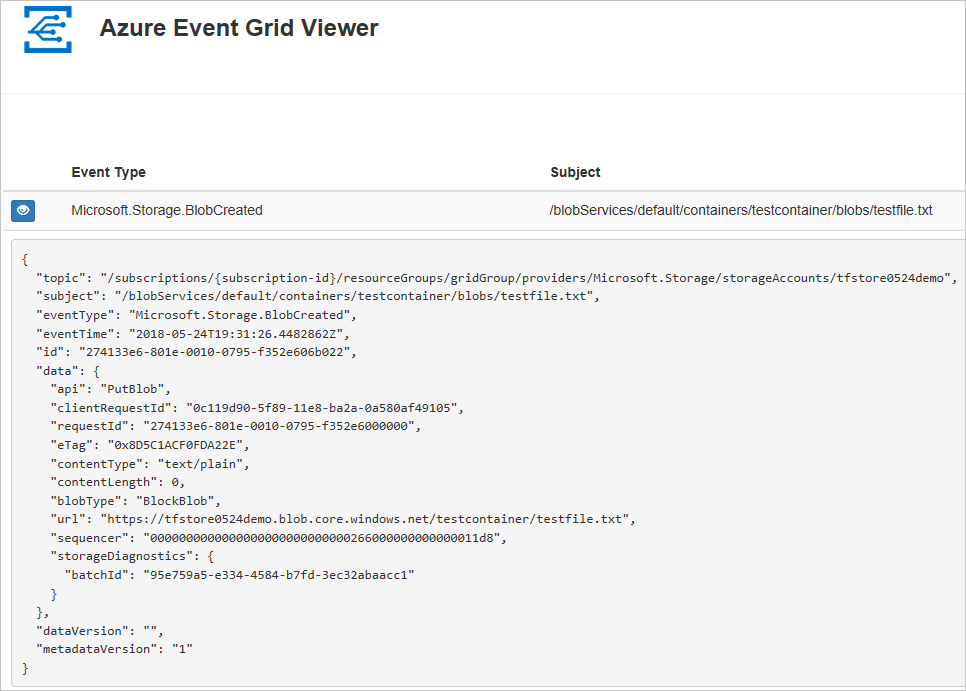 Azure Event Grid Viewer
Event Type Subject
Microsoft.Storage.BlobCreated /blobServices/default/containers/testcontainer/blobs/testfile.txt
{
"topic": "/subscriptions/{subscription-id}/resourceGroups/gridGroup/providers/Microsoft.Storage/storageAccounts/tfstore0524demo",
"subject": "/blobServices/default/containers/testcontainer/blobs/testfile.txt",
"eventType": "Microsoft.Storage.BlobCreated",
"eventTime": "2018-05-24T19:31:26.4482862Z",
"id": "274133e6-801e-0010-0795-f352e606b022",
"data": {
"api": "PutBlob",
"clientRequestId": "0c119d90-5f89-11e8-ba2a-0a580af49105",
"requestId": "274133e6-801e-0010-0795-f352e6000000",
"eTag": "0x8D5C1ACF0FDA22E",
"contentType": "text/plain",
"contentLength": 0,
"blobType": "BlockBlob",
"url": "https://tfstore0524demo.blob.core.windows.net/testcontainer/testfile.txt",
"sequencer": "00000000000000000000000000000266000000000000011d8",
"storageDiagnostics": {
"batchId": "95e759a5-e334-4584-b7fd-3ec32abaacc1"
}
},
"dataVersion": "",
"metadataVersion": "1"
}